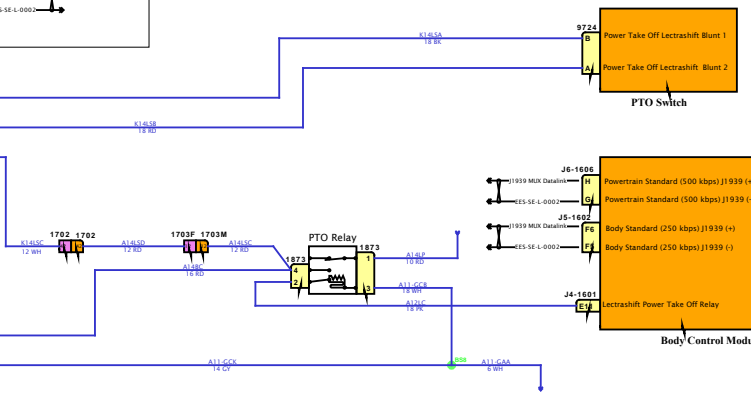 S-SE-L-0002
9724
B
Power Take Off Lectrashift Blunt 1
K14LSA
18 BK
A
Power Take Off Lectrashift Blunt 2
PTO Switch
K14LSB
18 RD
J6-1606
J1939 MUX Datalink
H
Powertrain Standard (500 kbps) J1939 (+
EES-SE-L-0002
G
Powertrain Standard (500 kbps) J1939 (-
J5-1602
J1939 MUX Datalink
F6
Body Standard (250 kbps) J1939 (+)
EES-SE-L-0002
Body Standard (250 kbps) J1939 (-)
1702 1702
1703F 1703M
PTO Relay
K14LSC
12 WH
A14LSD
12 RD
A14LSC
12 RD
1873
1873
1
A14LP
10 RD
4
A14BC
16 RD
2
3
A11-GCB
18 WH
A12LC
18 PK
J4-1601
Lectrashift Power Take Off Relay
Body Control Modu
A11-GCK
14 GY
A11-GAA
6 WH